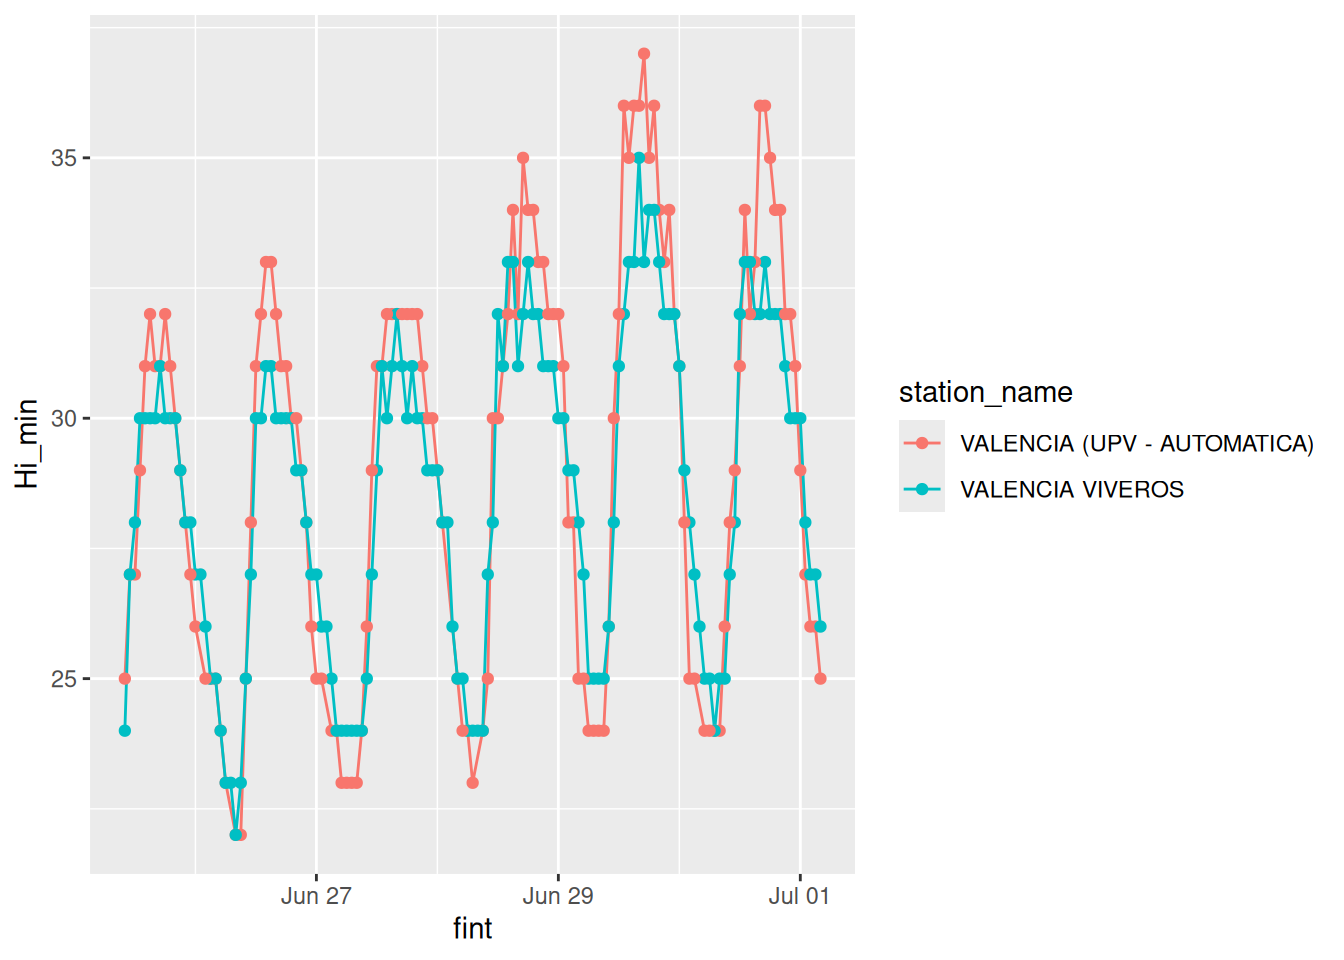 35
30
25
Hi_min
Jun 27
Jun 29
Jul 01
fint
station_name
VALENCIA (UPV - AUTOMATICA)
VALENCIA VIVEROS